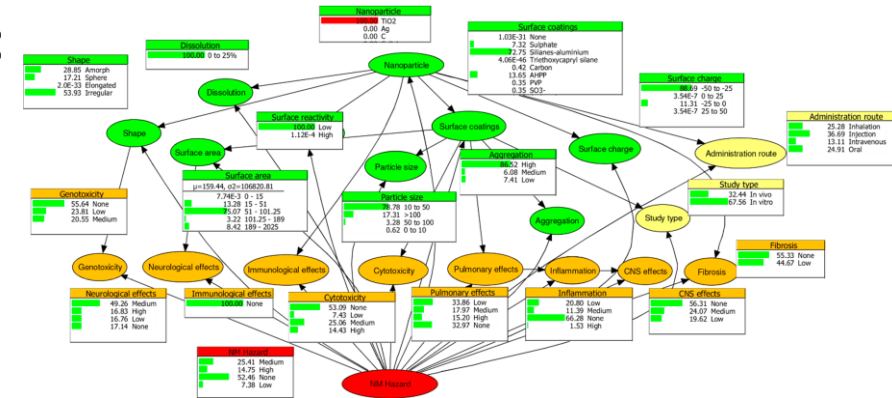 Nanoparticle
100.00 TiO2
0.00 Ag
0.00 C
Surface coatings
1.03E-31 None
7.32 Sulphate
72.75 Silanes-aluminium
4.06E-46 Triethoxycapryl silane
0.42 Carbon
13.65 AHPP
0.35 PVP
0.35 SO3-
Shape
28.85 Amorph
17.21 Sphere
2.0E-33 Elongated
53.93 Irregular
Dissolution
100.00 0 to 25%
Nanoparticle
Surface charge
88.69 -50 to -25
3.54E-7 0 to 25
11.31 -25 to 0
3.54E-7 25 to 50
Dissolution
Surface reactivity
100.00 Low
1.12E-4 High
Administration route
25.28 Inhalation
36.69 Injection
13.11 Intravenous
24.91 Oral
Shape
Surface area
Surface coatings
Surface charge
Administration route
Particle size
Aggregation
86.52 High
6.08 Medium
7.41 Low
Surface area
μ=159.44, σ2=106820.81
7.74E-3 0 - 15
13.28 15 - 51
75.07 51 - 101.25
3.22 101.25 - 189
8.42 189 - 2025
Study type
32.44 In vivo
67.56 In vitro
Genotoxicity
55.64 None
23.81 Low
20.55 Medium
Particle size
78.78 10 to 50
17.31 >100
3.28 50 to 100
0.62 0 to 10
Aggregation
Study type
Fibrosis
55.33 None
44.67 Low
Genotoxicity
Neurological effects
Immunological effects
Cytotoxicity
Pulmonary effects
Inflammation
CNS effects
Fibrosis
Neurological effects
49.26 Medium
16.83 High
16.76 Low
17.14 None
Immunological effects
100.00 None
Cytotoxicity
53.09 None
7.43 Low
25.06 Medium
14.43 High
Pulmonary effects
33.86 Low
17.97 Medium
15.20 High
32.97 None
Inflammation
20.80 Low
11.39 Medium
66.28 None
1.53 High
CNS effects
56.31 None
24.07 Medium
19.62 Low
NM Hazard
25.41 Medium
14.75 High
52.46 None
7.38 Low
NM Hazard